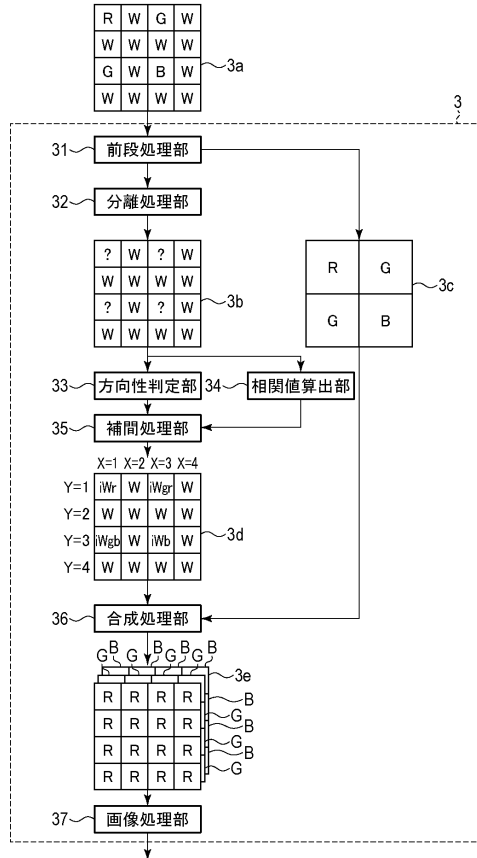 R W G W
W W W W
G W B W
W W W W
3a
3
31 前段処理部
32 分離処理部
? W ? W
W W W W
? W ? W
W W W W
3b
R G
G B
3c
33 方向性判定部
34 相関値算出部
35 補間処理部
X=1 X=2 X=3 X=4
Y=1 iWr W iWgr W
Y=2 W W W W
Y=3 iWgb W iWb W
Y=4 W W W W
3d
36 合成処理部
B B B B
G G G G
3e
R R R R B
G
R R R R B
G
R R R R B
R R R R G
37 画像処理部